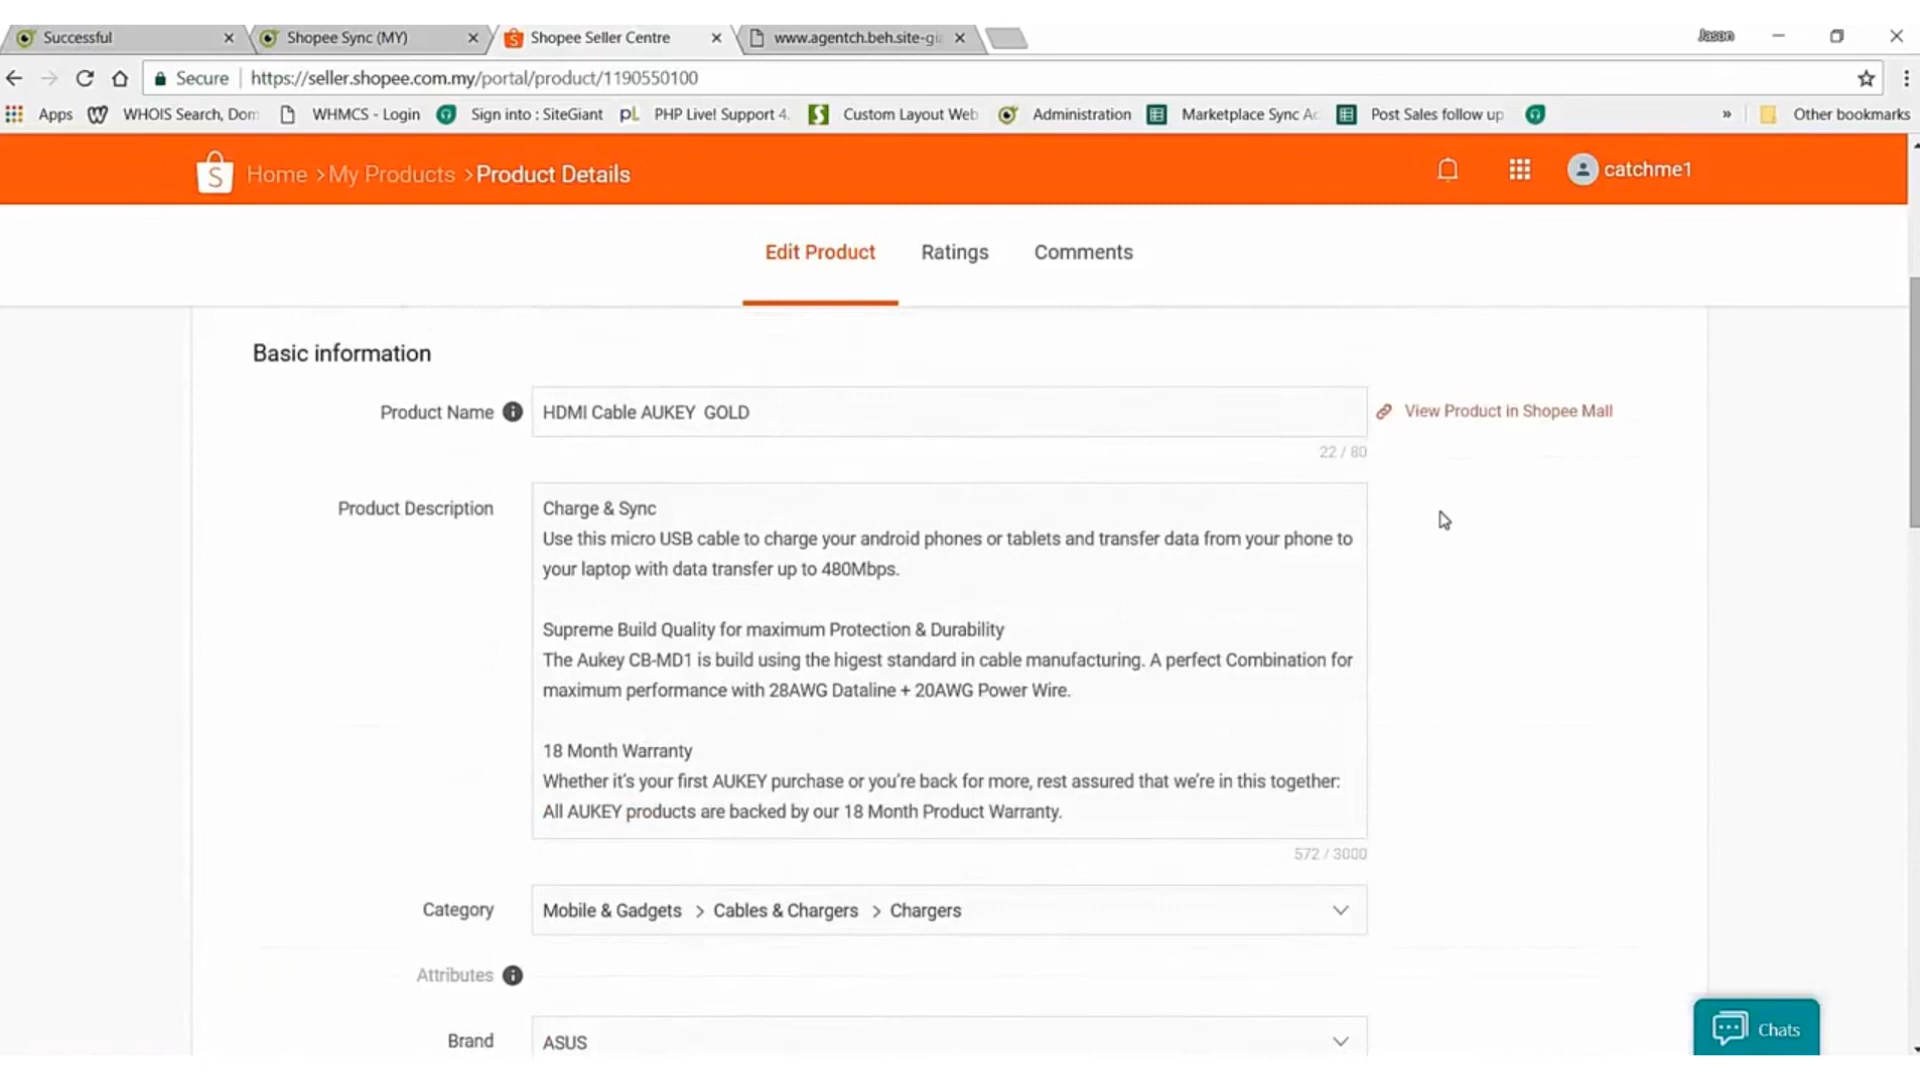 Successful
Shopee Sync (MY)
Shopee Seller Centre
www.agentch.beh.site-gi
Jason
Secure
https://seller.shopee.com.my/portal/product/1190550100
Apps
WHOIS Search, Dom
WHMCS - Login
Sign into : SiteGiant
pL
PHP Live! Support 4.
Custom Layout Web
Administration
Marketplace Sync Ac
Post Sales follow up
»
Other bookmarks
Home >My Products >Product Details
catchme1
Edit Product
Ratings
Comments
Basic information
Product Name
HDMI Cable AUKEY  GOLD
View Product in Shopee Mall
22 / 80
Product Description
Charge & Sync
Use this micro USB cable to charge your android phones or tablets and transfer data from your phone to
your laptop with data transfer up to 480Mbps.
Supreme Build Quality for maximum Protection & Durability
The Aukey CB-MD1 is build using the higest standard in cable manufacturing. A perfect Combination for
maximum performance with 28AWG Dataline + 20AWG Power Wire.
18 Month Warranty
Whether it's your first AUKEY purchase or you're back for more, rest assured that we're in this together:
All AUKEY products are backed by our 18 Month Product Warranty.
572 / 3000
Category
Mobile & Gadgets > Cables & Chargers > Chargers
Attributes
Brand
ASUS
Chats